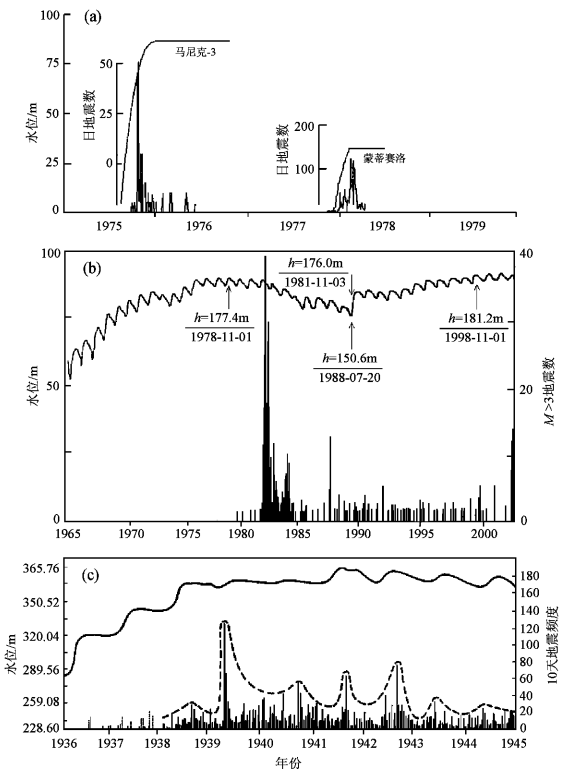 (a)
水位/m
100
75
50
25
0
日地震数
50
25
0
马尼克-3
日地震数
200
100
蒙蒂赛洛
1975 1976 1977 1978 1979
(b)
水位/m
100
50
0
h=177.4m
1978-11-01
h=176.0m
1981-11-03
h=150.6m
1988-07-20
h=181.2m
1998-11-01
40
20
0
M>3地震数
1965 1970 1975 1980 1985 1990 1995 2000
(c)
水位/m
365.76
350.52
320.04
289.56
259.08
228.60
180
160
140
120
100
80
60
40
20
0
10天地震频度
1936 1937 1938 1939 1940 1941 1942 1943 1944 1945
年份